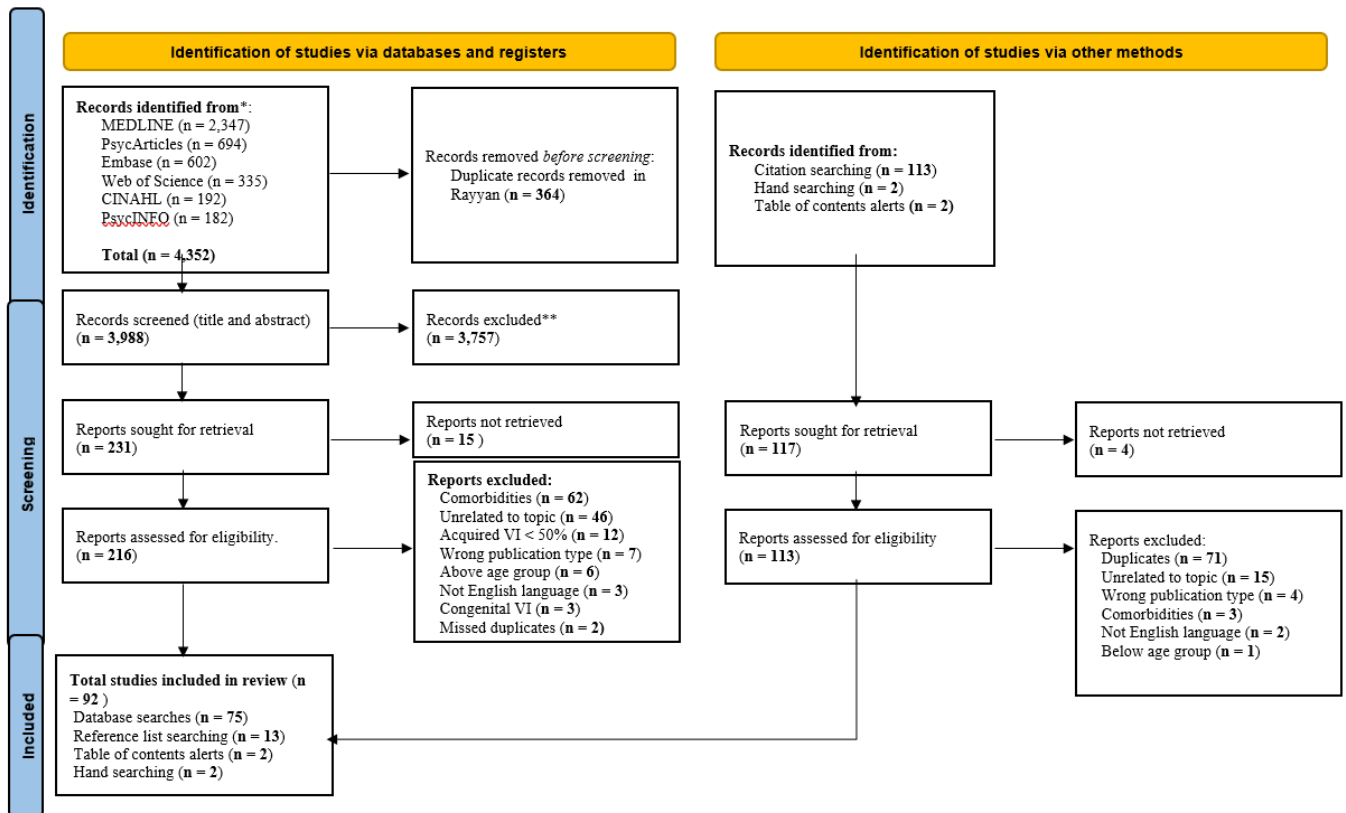 Identification of studies via databases and registers
Identification of studies via other methods
Identification
Records identified from*:
MEDLINE (n = 2,347)
PsycArticles (n = 694)
Embase (n = 602)
Web of Science (n = 335)
CINAHL (n = 192)
PsycINFO (n = 182)
Total (n = 4,352)
Records removed before screening:
Duplicate records removed in
Rayyan (n = 364)
Records identified from:
Citation searching (n = 113)
Hand searching (n = 2)
Table of contents alerts (n = 2)
Screening
Records screened (title and abstract)
(n = 3,988)
Records excluded**
(n = 3,757)
Reports sought for retrieval
(n = 231)
Reports not retrieved
(n = 15 )
Reports sought for retrieval
(n = 117)
Reports not retrieved
(n = 4)
Reports assessed for eligibility.
(n = 216)
Reports excluded:
Comorbidities (n = 62)
Unrelated to topic (n = 46)
Acquired VI < 50% (n = 12)
Wrong publication type (n = 7)
Above age group (n = 6)
Not English language (n = 3)
Congenital VI (n = 3)
Missed duplicates (n = 2)
Reports assessed for eligibility
(n = 113)
Reports excluded:
Duplicates (n = 71)
Unrelated to topic (n = 15)
Wrong publication type (n = 4)
Comorbidities (n = 3)
Not English language (n = 2)
Below age group (n = 1)
Included
Total studies included in review (n
= 92 )
Database searches (n = 75)
Reference list searching (n = 13)
Table of contents alerts (n = 2)
Hand searching (n = 2)